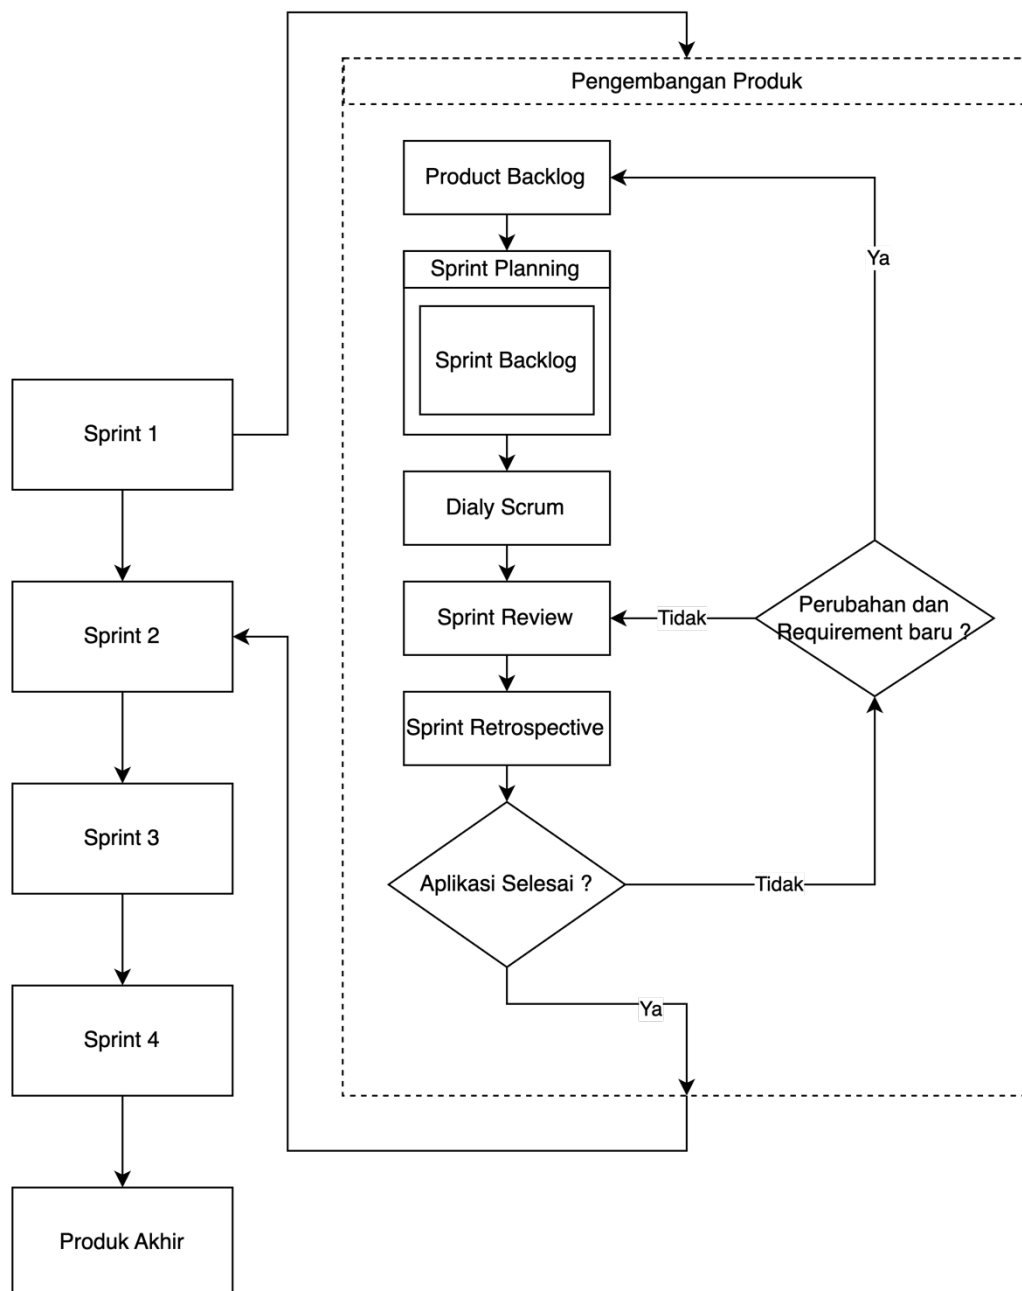 Pengembangan Produk
Product Backlog
Ya
Sprint Planning
Sprint Backlog
Sprint 1
Dialy Scrum
Perubahan dan
Requirement baru ?
Sprint Review
Tidak
Sprint 2
Sprint Retrospective
Sprint 3
Aplikasi Selesai ?
Tidak
Ya
Sprint 4
Produk Akhir